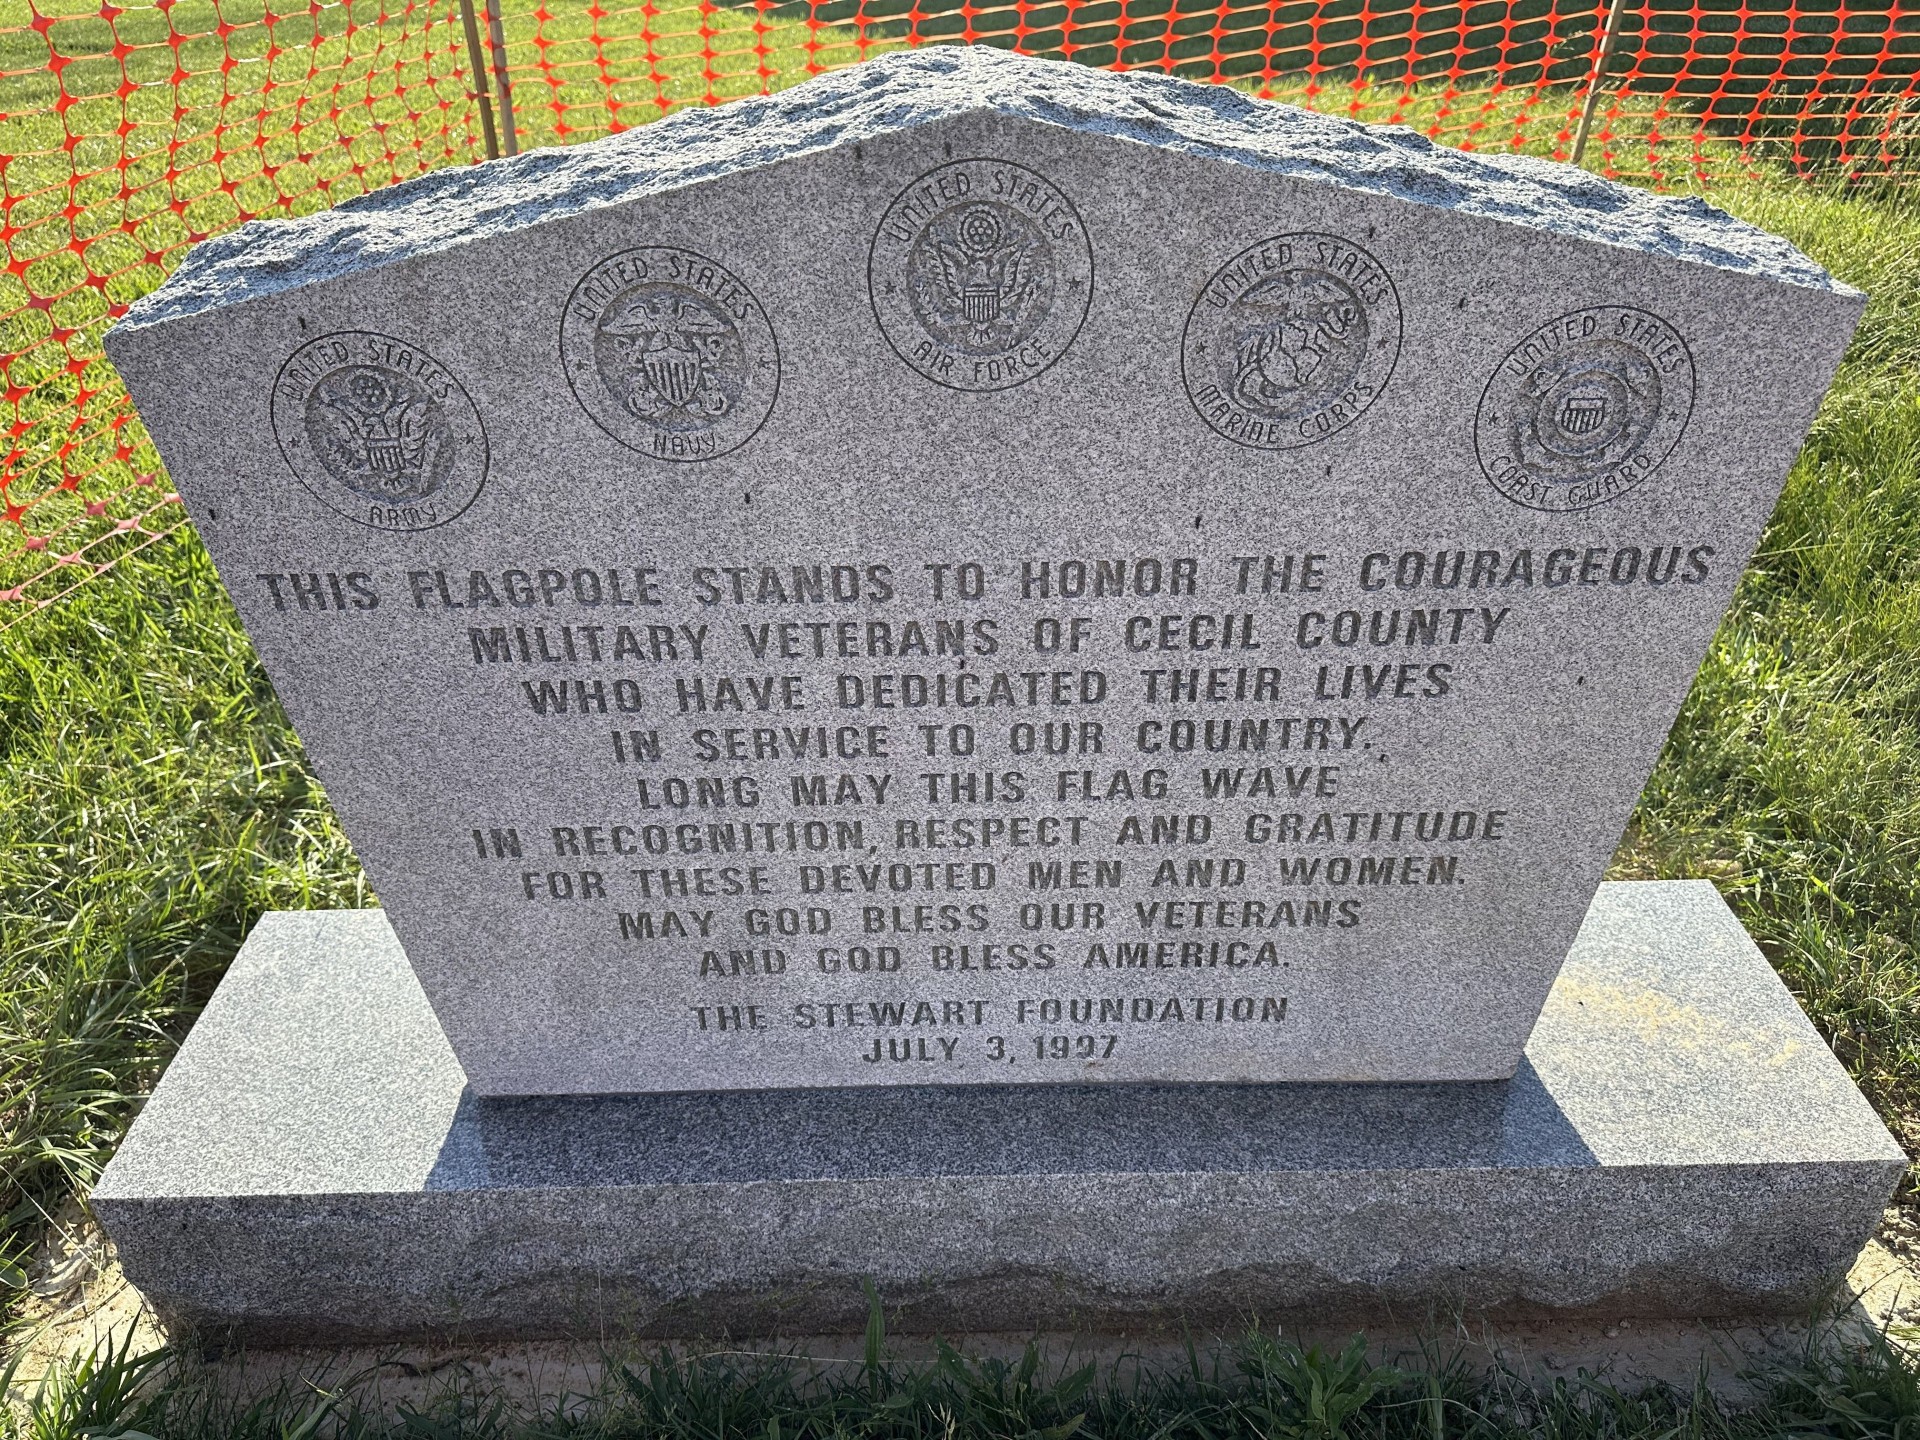 UNITED STATES
ARMY
UNITED STATES
NAVY
UNITED STATES
AIR FORCE
UNITED STATES
MARINE CORPS
UNITED STATES
COAST GUARD
THIS FLAGPOLE STANDS TO HONOR THE COURAGEOUS
MILITARY VETERANS OF CECIL COUNTY
WHO HAVE DEDICATED THEIR LIVES
IN SERVICE TO OUR COUNTRY.
LONG MAY THIS FLAG WAVE
IN RECOGNITION, RESPECT AND GRATITUDE
FOR THESE DEVOTED MEN AND WOMEN.
MAY GOD BLESS OUR VETERANS
AND GOD BLESS AMERICA.
THE STEWART FOUNDATION
JULY 3, 1997